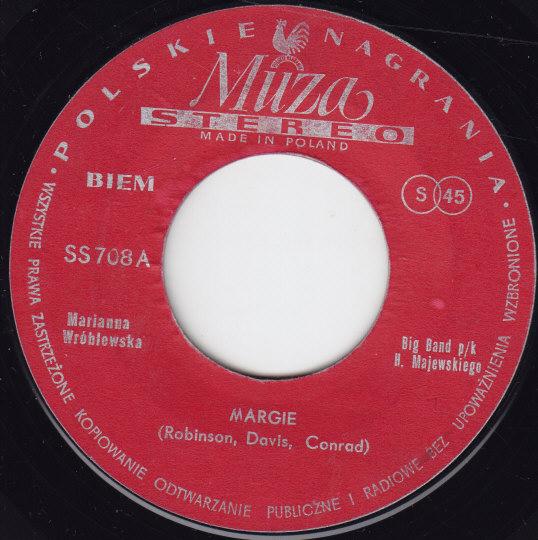 • POLSKIE NAGRANIA •
Muza
STEREO
MADE IN POLAND
BIEM
S 45
SS708A
Marianna
Wróblewska
Big Band p/k
H. Majewskiego
MARGIE
(Robinson, Davis, Conrad)
WSZYSTKIE PRAWA ZASTRZEŻONE KOPIOWANIE ODTWARZANIE PUBLICZNE I RADIOWE BEZ UPOWAŻNIENIA WZBRONIONE